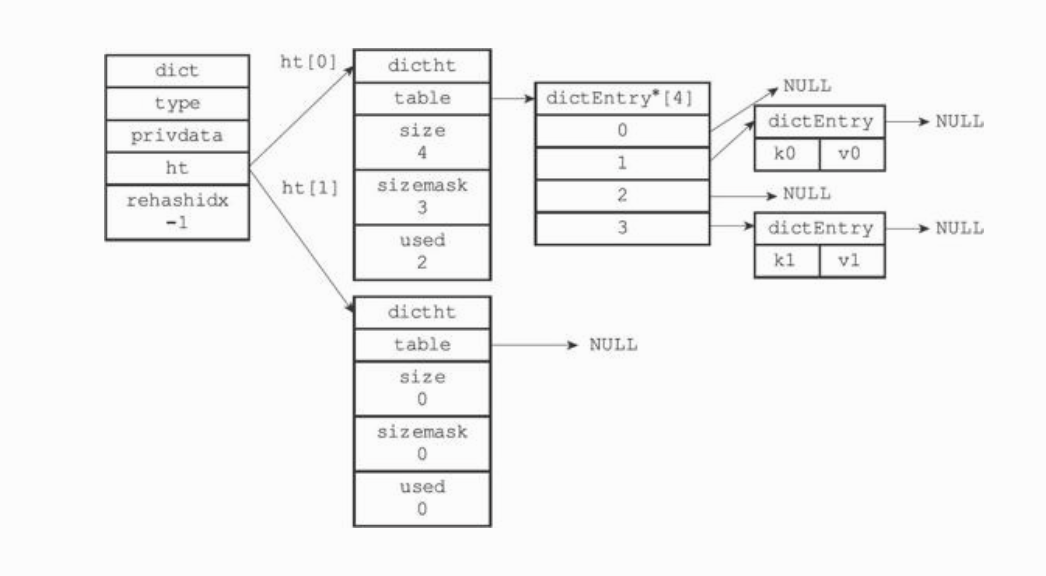 dict
type
privdata
ht
rehashidx
-1
ht[0]
ht[1]
dictht
table
size
4
sizemask
3
used
2
dictEntry*[4]
0
1
2
3
NULL
dictEntry
k0 v0
NULL
NULL
dictEntry
k1 v1
NULL
dictht
table
NULL
size
0
sizemask
0
used
0